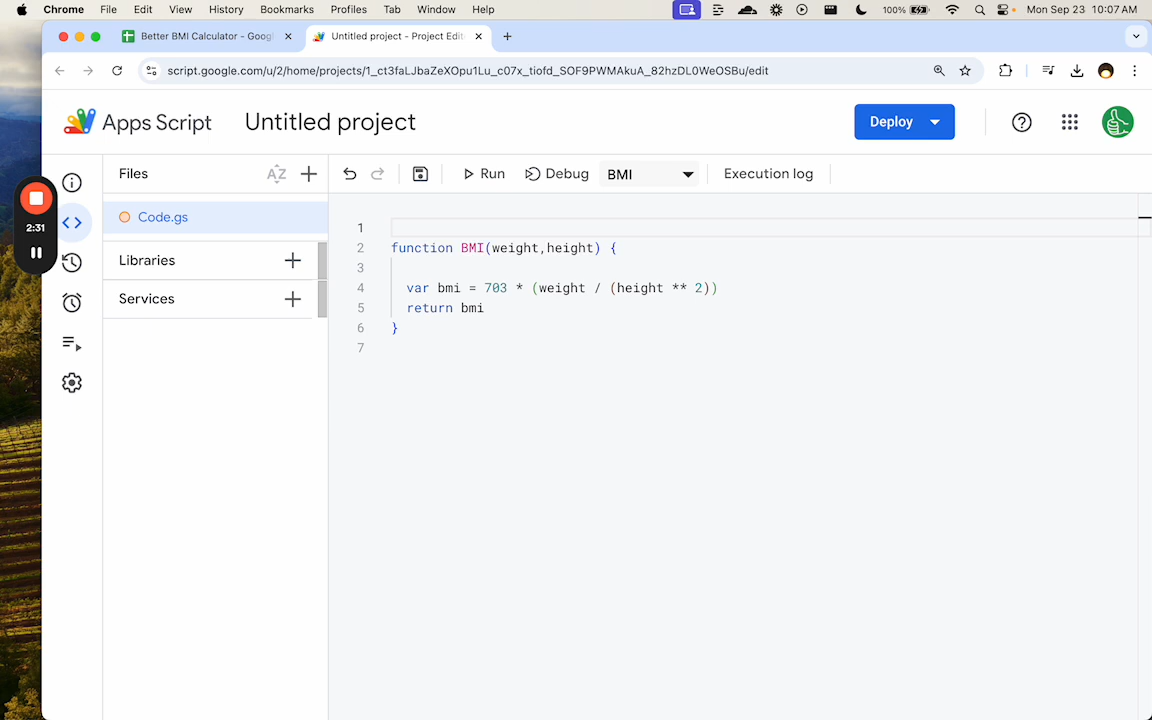 Chrome File Edit View History Bookmarks Profiles Tab Window Help 100% Mon Sep 23 10:07 AM
Better BMI Calculator - Goog
Untitled project - Project Edit
script.google.com/u/2/home/projects/1_ct3faLJbaZeXOpu1Lu_c07x_tiofd_SOF9PWMAkuA_82hzDL0WeOSBu/edit
Apps Script Untitled project Deploy
Files AZ Run Debug BMI Execution log
2:31
Code.gs
Libraries
Services
1
2 function BMI(weight,height) {
3
4 var bmi = 703 * (weight / (height ** 2))
5 return bmi
6 }
7